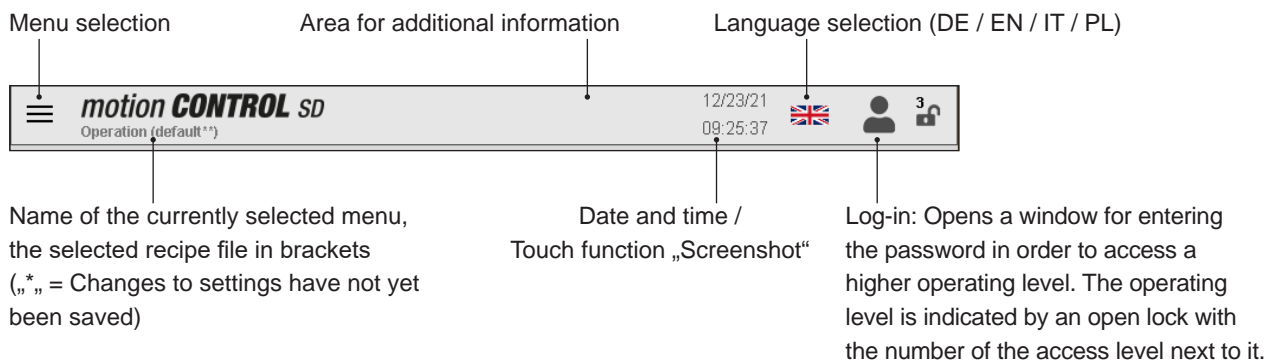 Menu selection
Area for additional information
Language selection (DE / EN / IT / PL)
motion CONTROL SD
Operation (default**)
12/23/21
09:25:37
3
Name of the currently selected menu,
the selected recipe file in brackets
(„*„ = Changes to settings have not yet
been saved)
Date and time /
Touch function „Screenshot“
Log-in: Opens a window for entering
the password in order to access a
higher operating level. The operating
level is indicated by an open lock with
the number of the access level next to it.